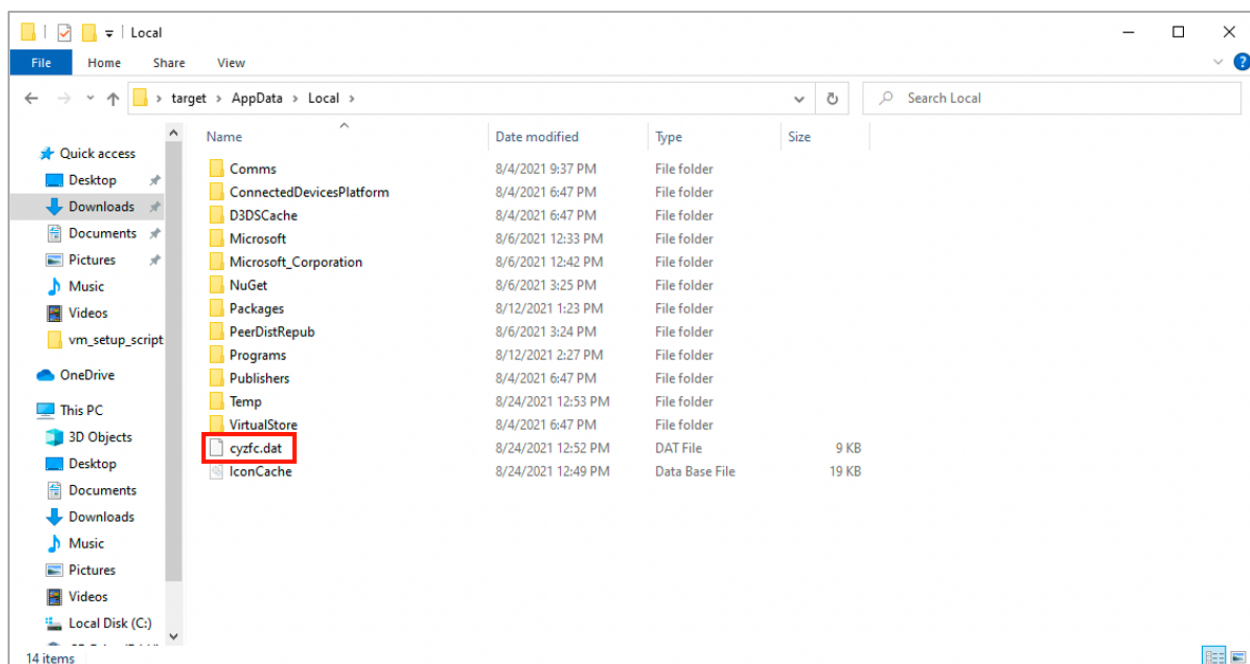 Local
File Home Share View
target > AppData > Local >
Search Local
Name Date modified Type Size
Quick access
Desktop
Downloads
Documents
Pictures
Music
Videos
vm_setup_script
OneDrive
This PC
3D Objects
Desktop
Documents
Downloads
Music
Pictures
Videos
Local Disk (C:)
Comms 8/4/2021 9:37 PM File folder
ConnectedDevicesPlatform 8/4/2021 6:47 PM File folder
D3DSCache 8/4/2021 6:47 PM File folder
Microsoft 8/6/2021 12:33 PM File folder
Microsoft_Corporation 8/6/2021 12:42 PM File folder
NuGet 8/6/2021 3:25 PM File folder
Packages 8/12/2021 1:23 PM File folder
PeerDistRepub 8/6/2021 3:24 PM File folder
Programs 8/12/2021 2:27 PM File folder
Publishers 8/4/2021 6:47 PM File folder
Temp 8/24/2021 12:53 PM File folder
VirtualStore 8/4/2021 6:47 PM File folder
cyzfc.dat 8/24/2021 12:52 PM DAT File 9 KB
IconCache 8/24/2021 12:49 PM Data Base File 19 KB
14 items